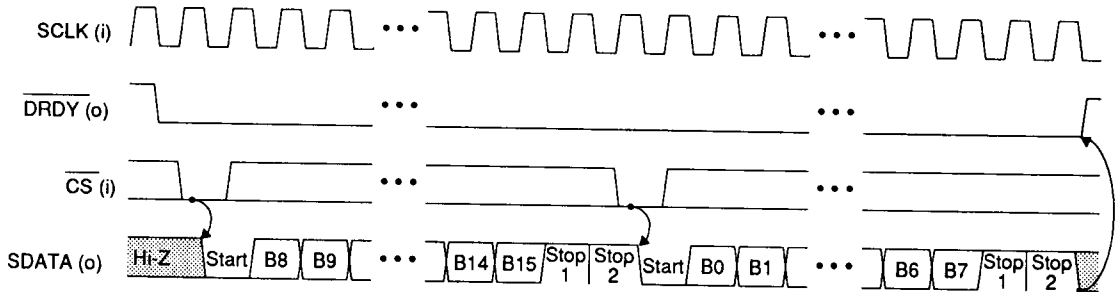 SCLK (i)
DRDY (o)
CS (i)
SDATA (o) Hi-Z Start B8 B9 B14 B15 Stop 1 Stop 2 Start B0 B1 B6 B7 Stop 1 Stop 2